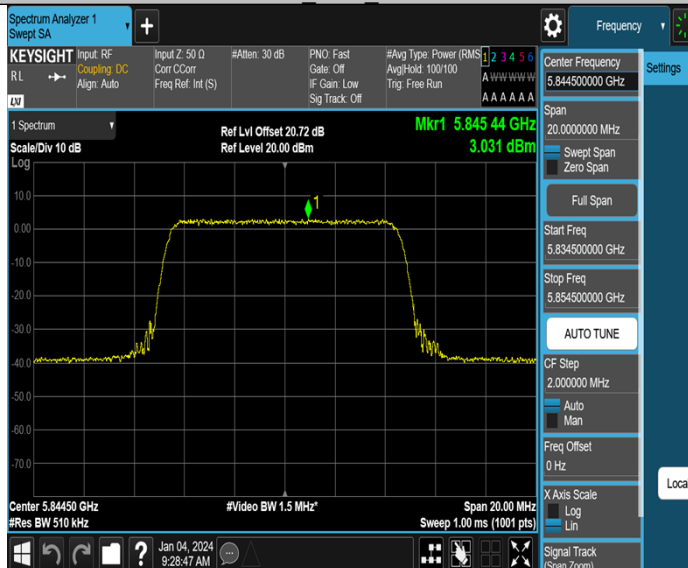 Spectrum Analyzer 1
Swept SA
Frequency
KEYSIGHT
RL
LXI
Input: RF
Coupling: DC
Align: Auto
Input Z: 50 Ω
Corr CCorr
Freq Ref: Int (S)
#Atten: 30 dB
PNO: Fast
Gate: Off
IF Gain: Low
Sig Track: Off
#Avg Type: Power (RMS
Avg|Hold: 100/100
Trig: Free Run
1 2 3 4 5 6
A W W W W W
A A A A A A
1 Spectrum
Scale/Div 10 dB
Log
Ref Lvl Offset 20.72 dB
Ref Level 20.00 dBm
Mkr1 5.845 44 GHz
3.031 dBm
1
10.0
0.00
-10.0
-20.0
-30.0
-40.0
-50.0
-60.0
-70.0
Center 5.84450 GHz
#Res BW 510 kHz
#Video BW 1.5 MHz*
Span 20.00 MHz
Sweep 1.00 ms (1001 pts)
Center Frequency
5.844500000 GHz
Span
20.0000000 MHz
Swept Span
Zero Span
Full Span
Start Freq
5.834500000 GHz
Stop Freq
5.854500000 GHz
AUTO TUNE
CF Step
2.000000 MHz
Auto
Man
Freq Offset
0 Hz
X Axis Scale
Log
Lin
Signal Track
(Span Zoom)
Settings
Loca
?
Jan 04, 2024
9:28:47 AM